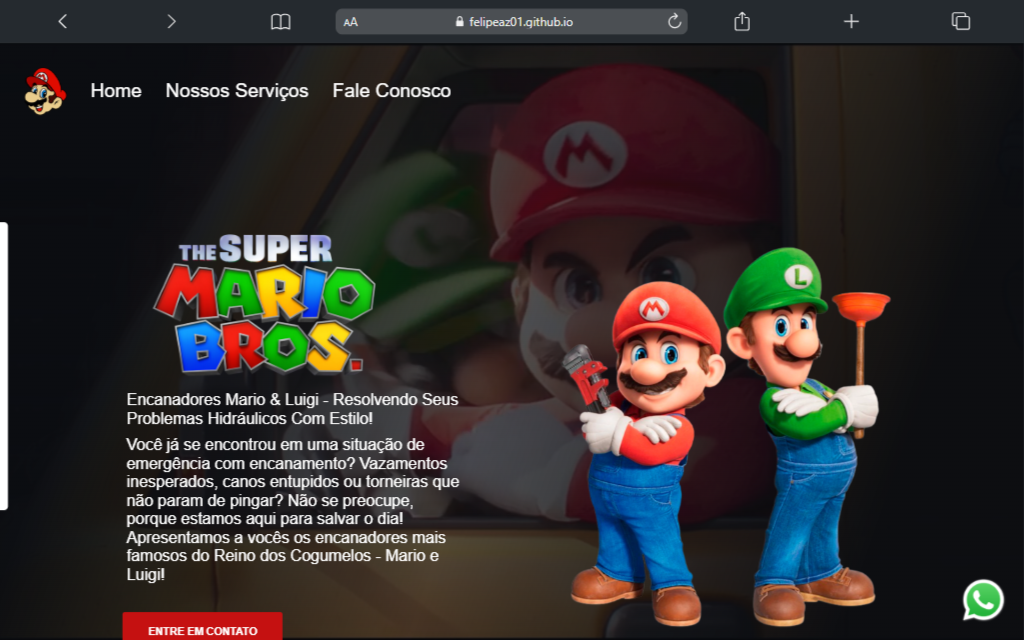 AA felipeaz01.github.io
Home Nossos Serviços Fale Conosco
THE SUPER
MARIO
BROS.
Encanadores Mario & Luigi - Resolvendo Seus
Problemas Hidráulicos Com Estilo!
Você já se encontrou em uma situação de
emergência com encanamento? Vazamentos
inesperados, canos entupidos ou torneiras que
não param de pingar? Não se preocupe,
porque estamos aqui para salvar o dia!
Apresentamos a vocês os encanadores mais
famosos do Reino dos Cogumelos - Mario e
Luigi!
ENTRE EM CONTATO
M
L
M
L